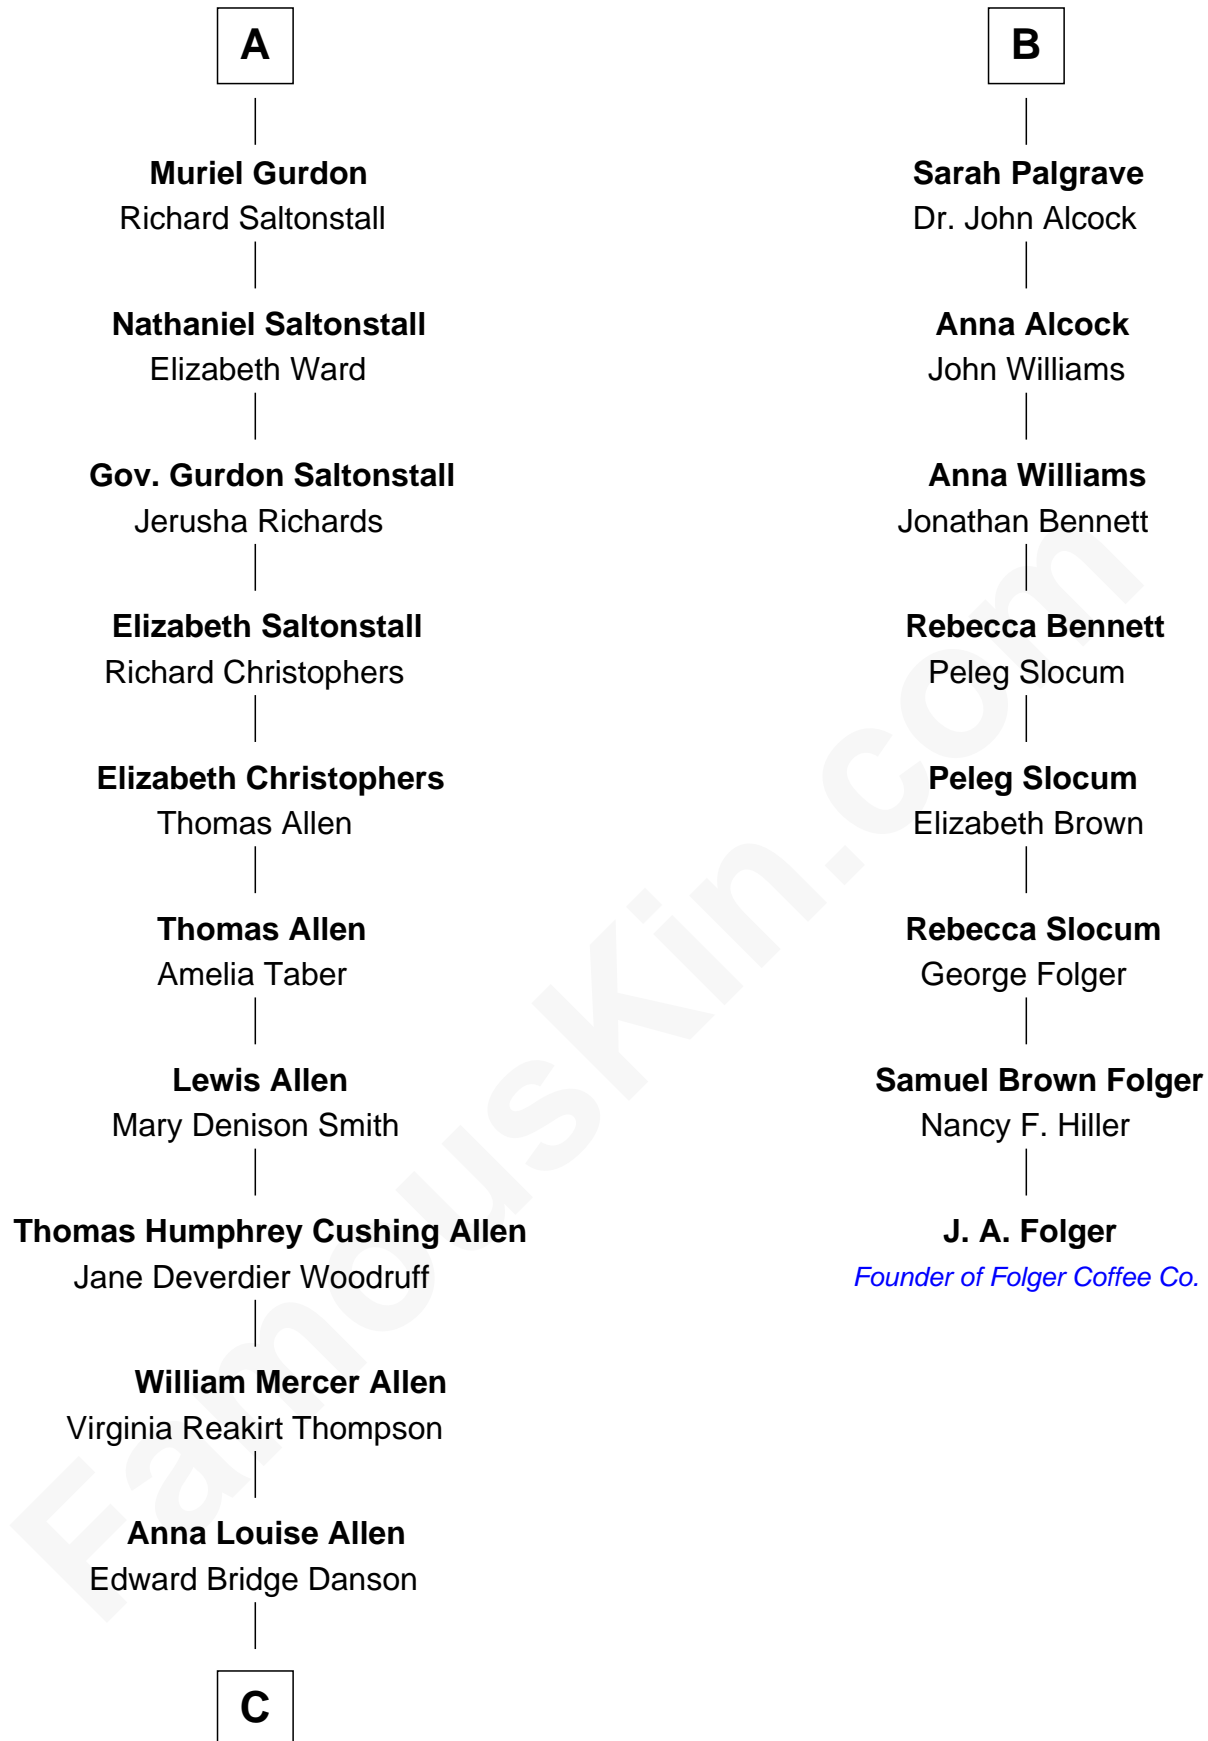 A
Muriel Gurdon
Richard Saltonstall
Nathaniel Saltonstall
Elizabeth Ward
Gov. Gurdon Saltonstall
Jerusha Richards
Elizabeth Saltonstall
Richard Christophers
Elizabeth Christophers
Thomas Allen
Thomas Allen
Amelia Taber
Lewis Allen
Mary Denison Smith
Thomas Humphrey Cushing Allen
Jane Deverdier Woodruff
William Mercer Allen
Virginia Reakirt Thompson
Anna Louise Allen
Edward Bridge Danson
C
B
Sarah Palgrave
Dr. John Alcock
Anna Alcock
John Williams
Anna Williams
Jonathan Bennett
Rebecca Bennett
Peleg Slocum
Peleg Slocum
Elizabeth Brown
Rebecca Slocum
George Folger
Samuel Brown Folger
Nancy F. Hiller
J. A. Folger
Founder of Folger Coffee Co.
FamousKin.com